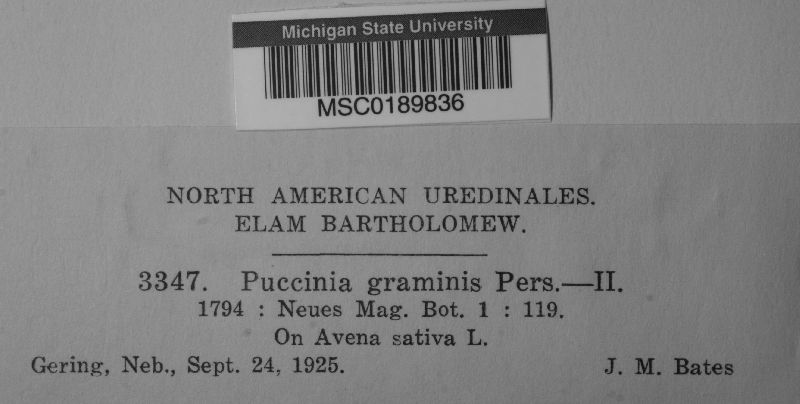 Michigan State University
MSC0189836
NORTH AMERICAN UREDINALES.
ELAM BARTHOLOMEW.
3347. Puccinia graminis Pers.—II.
1794 : Neues Mag. Bot. 1 : 119.
On Avena sativa L.
Gering, Neb., Sept. 24, 1925. J. M. Bates